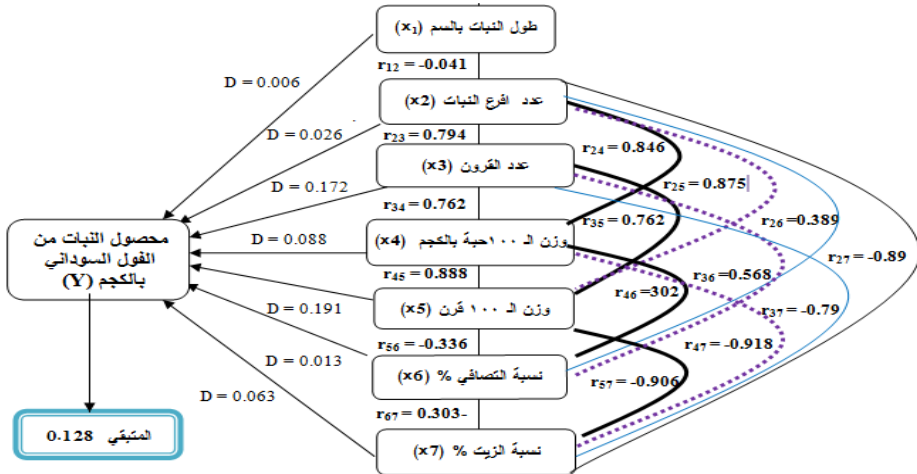 طول النبات بالسم (x₁)
r₁₂ = -0.041
D = 0.006
عدد افرع النبات (x2)
D = 0.026
r₂₃ = 0.794
r₂₄ = 0.846
عدد القرون (x3)
D = 0.172
r₂₅ = 0.875
r₃₄ = 0.762
r₃₅ = 0.762
r₂₆ = 0.389
محصول النبات من
الفول السوداني
بالكجم (Y)
D = 0.088
وزن الـ ١٠٠حبة بالكجم (x4)
r₂₇ = -0.89
r₄₅ = 0.888
r₃₆ = 0.568
r₄₆ = 302
وزن الـ ١٠٠ قرن (x5)
D = 0.191
r₃₇= -0.79
r₅₆ = -0.336
r₄₇ = -0.918
D = 0.013
نسبة التصافي % (x6)
r₅₇ = -0.906
D = 0.063
r₆₇ = 0.303-
المتبقي 0.128
نسبة الزيت % (x7)